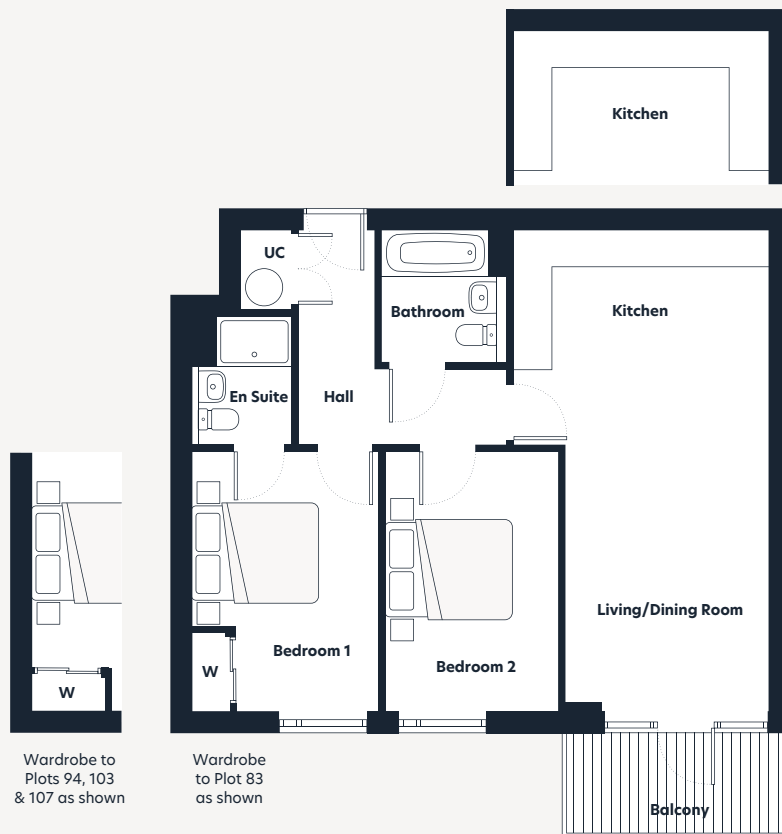 Kitchen
UC
Bathroom
Kitchen
En Suite
Hall
Living/Dining Room
Bedroom 1
Bedroom 2
W
W
Wardrobe to
Plots 94, 103
& 107 as shown
Wardrobe
to Plot 83
as shown
Balcony